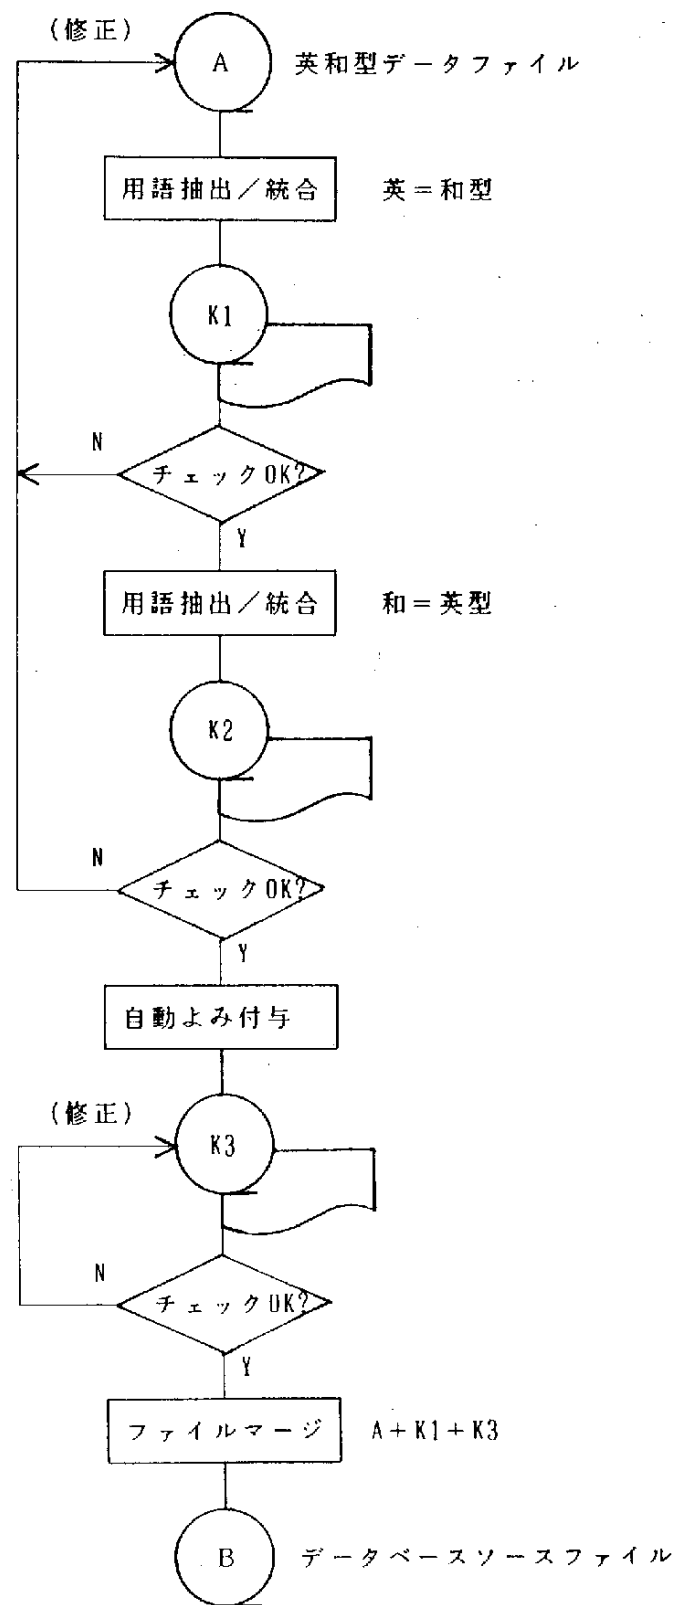 (修正)
A 英和型データファイル
用語抽出/統合 英=和型
K1
N
チェックOK?
Y
用語抽出/統合 和=英型
K2
N
チェックOK?
Y
自動よみ付与
(修正)
K3
N
チェックOK?
Y
ファイルマージ A+K1+K3
B データベースソースファイル